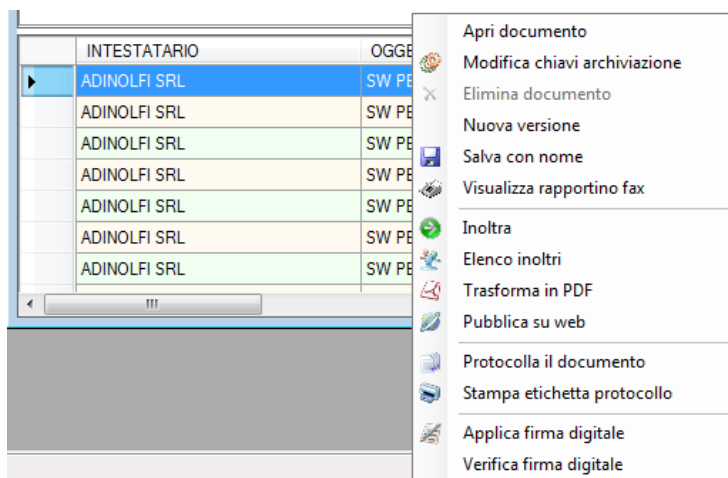 INTESTATARIO OGGE
ADINOLFI SRL SW PE
ADINOLFI SRL SW PE
ADINOLFI SRL SW PE
ADINOLFI SRL SW PE
ADINOLFI SRL SW PE
ADINOLFI SRL SW PE
ADINOLFI SRL SW PE
Apri documento
Modifica chiavi archiviazione
Elimina documento
Nuova versione
Salva con nome
Visualizza rapportino fax
Inoltra
Elenco inoltri
Trasforma in PDF
Pubblica su web
Protocolla il documento
Stampa etichetta protocollo
Applica firma digitale
Verifica firma digitale